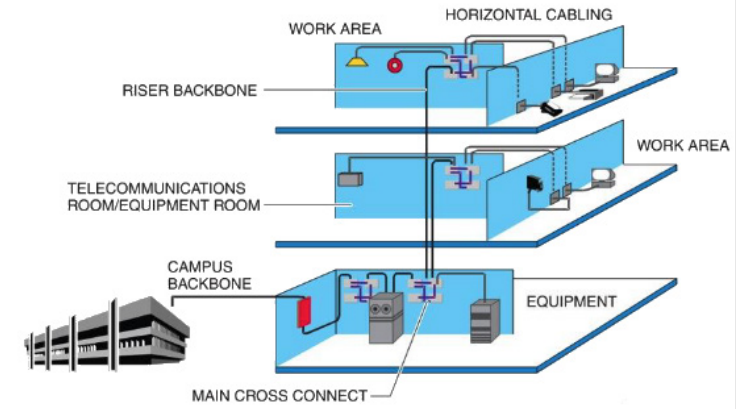 HORIZONTAL CABLING
WORK AREA
RISER BACKBONE
WORK AREA
TELECOMMUNICATIONS
ROOM/EQUIPMENT ROOM
CAMPUS
BACKBONE
EQUIPMENT
MAIN CROSS CONNECT